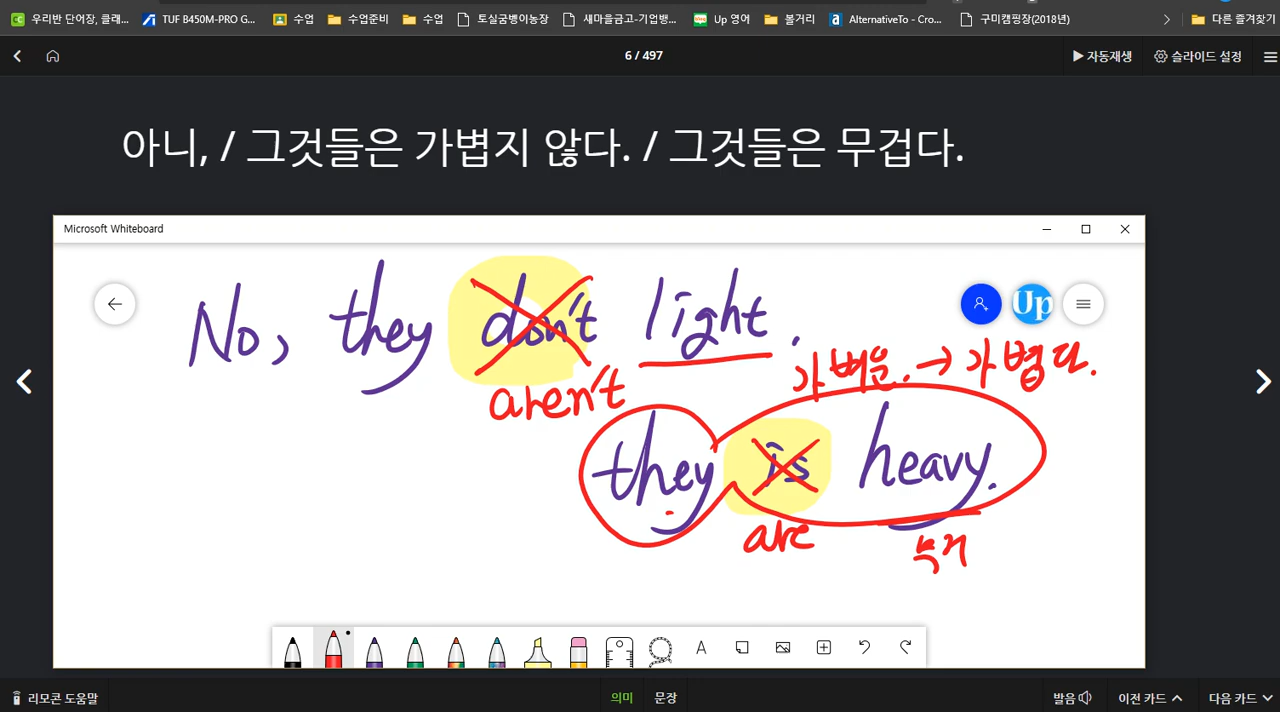 우리반 단어장, 클래... TUF B450M-PRO G... 수업 수업준비 수업 토실굼벵이농장 새마을금고-기업뱅... Up 영어 볼거리 AlternativeTo - Cro... 구미캠핑장(2018년) 다른 즐겨찾기
6 / 497 자동재생 슬라이드 설정
아니, / 그것들은 가볍지 않다. / 그것들은 무겁다.
Microsoft Whiteboard
No, they don't light.
Up
aren't 가벼운. → 가볍다.
they is heavy.
are
A
리모콘 도움말 의미 문장 발음 이전 카드 다음 카드